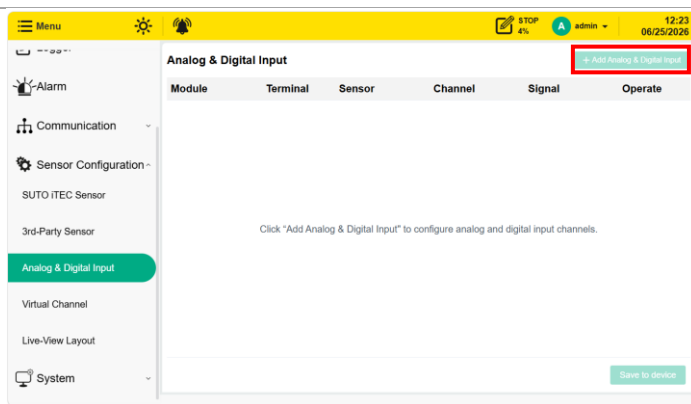 Menu
STOP
4%
A admin
12:23
06/25/2026
Logger
Alarm
Communication
Sensor Configuration
SUTO iTEC Sensor
3rd-Party Sensor
Analog & Digital Input
Virtual Channel
Live-View Layout
System
Analog & Digital Input
+ Add Analog & Digital Input
Module Terminal Sensor Channel Signal Operate
Click "Add Analog & Digital Input" to configure analog and digital input channels.
Save to device